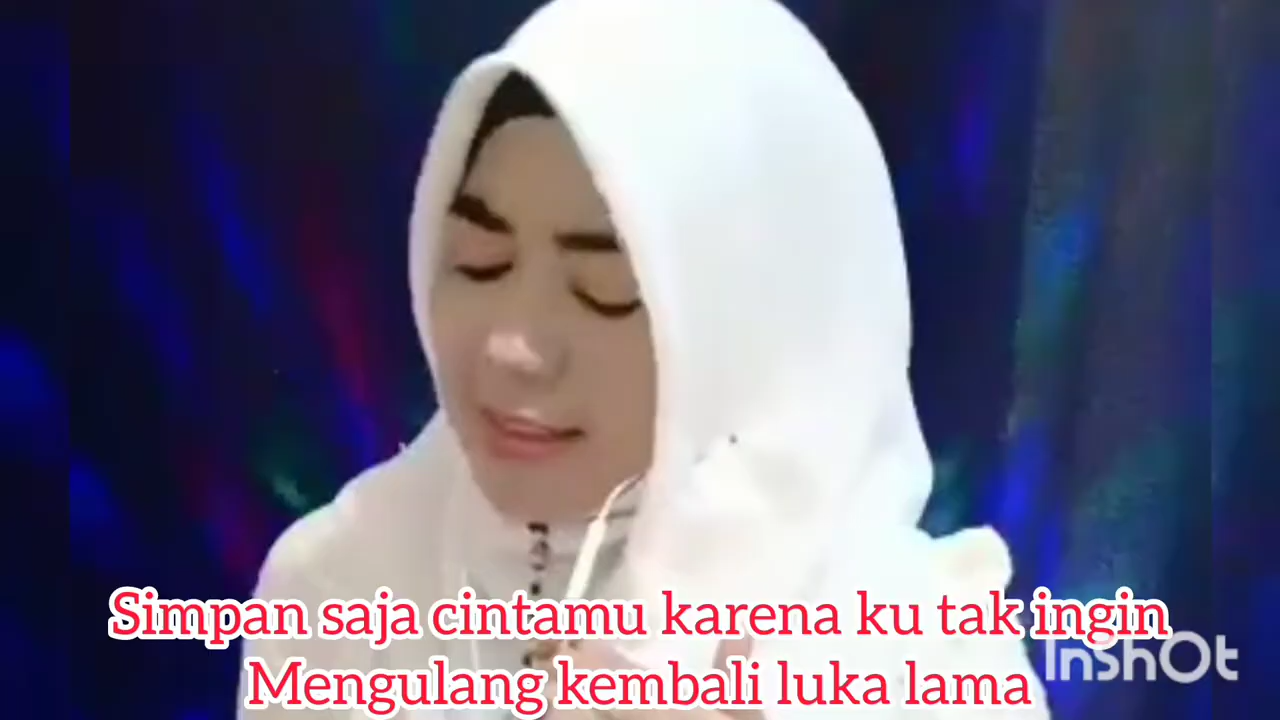 Simpan saja cintamu karena ku tak ingin
Mengulang kembali luka lama
InShOt